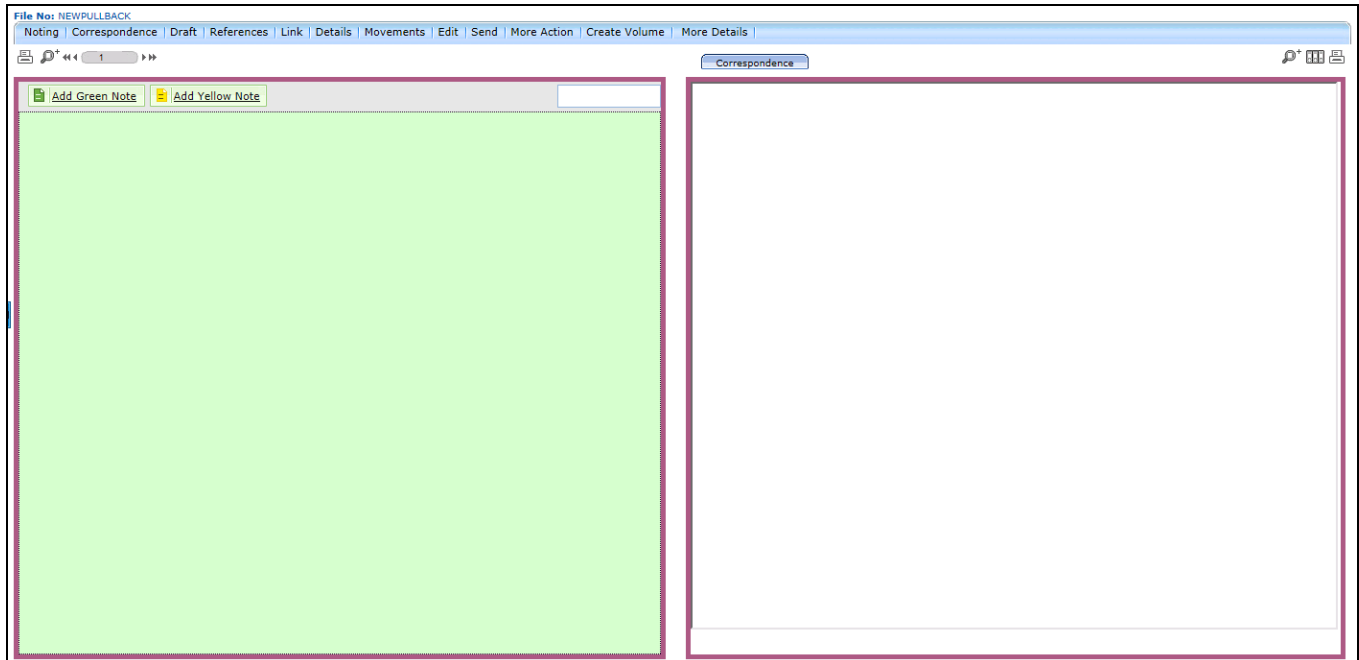 File No: NEWPULLBACK
Noting | Correspondence | Draft | References | Link | Details | Movements | Edit | Send | More Action | Create Volume | More Details |
1
Correspondence
Add Green Note Add Yellow Note